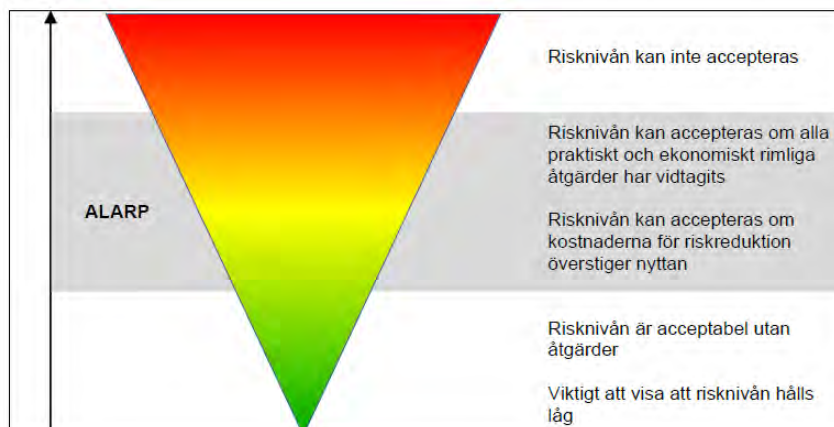 Risknivån kan inte accepteras
Risknivån kan accepteras om alla
praktiskt och ekonomiskt rimliga
åtgärder har vidtagits
ALARP
Risknivån kan accepteras om
kostnaderna för riskreduktion
överstiger nyttan
Risknivån är acceptabel utan
åtgärder
Viktigt att visa att risknivån hålls
låg